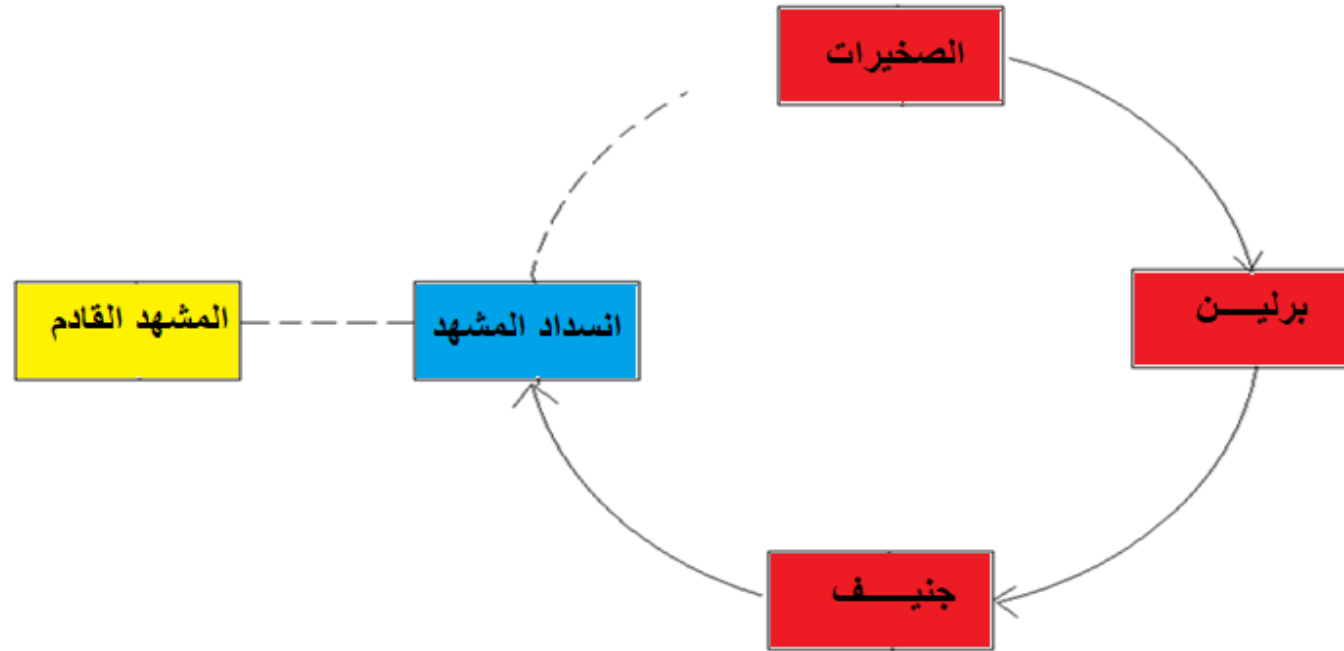 الصخيرات
برليـــن
انسداد المشهد
المشهد القادم
جنيـــف